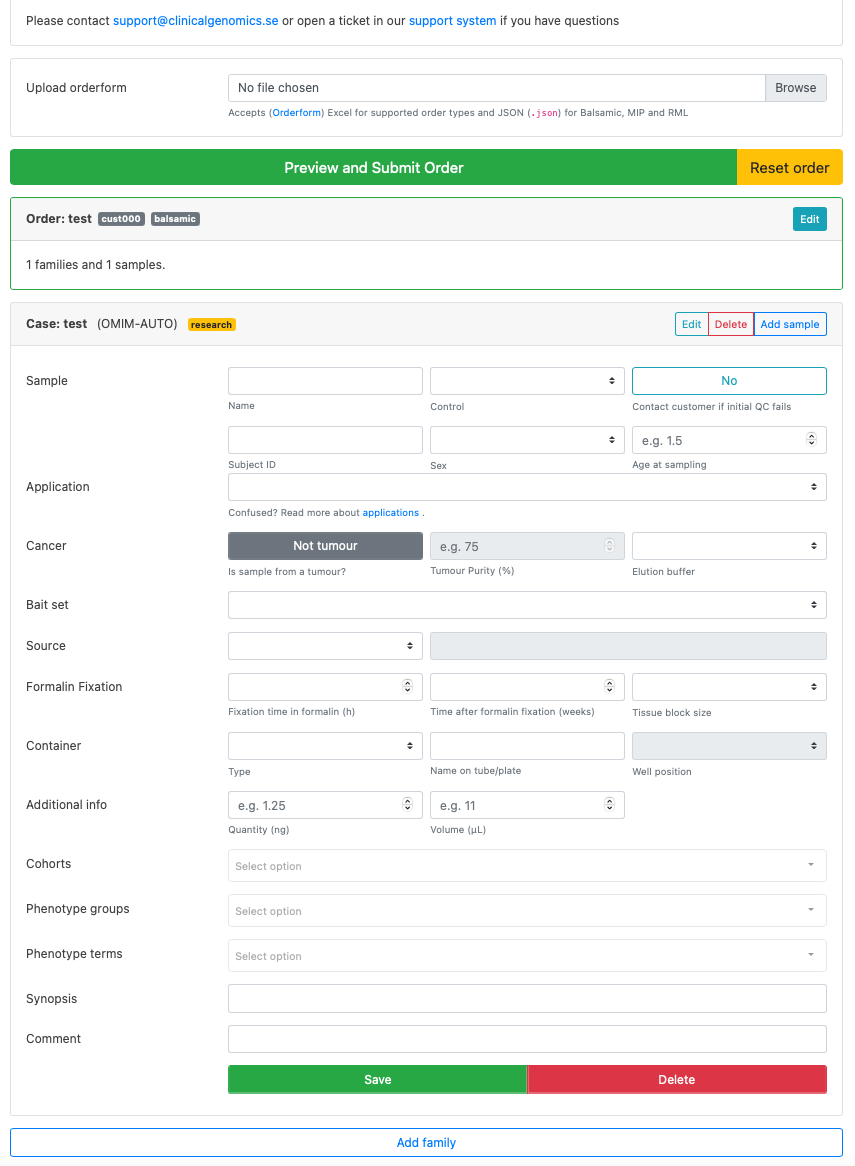 Please contact support@clinicalgenomics.se or open a ticket in our support system if you have questions
Upload orderform
No file chosen
Browse
Accepts (Orderform) Excel for supported order types and JSON (.json) for Balsamic, MIP and RML
Preview and Submit Order
Reset order
Order: test cust000 balsamic
Edit
1 families and 1 samples.
Case: test (OMIM-AUTO) research
Edit Delete Add sample
Sample
No
Name
Control
Contact customer if initial QC fails
e.g. 1.5
Subject ID
Sex
Age at sampling
Application
Confused? Read more about applications .
Cancer
Not tumour
e.g. 75
Is sample from a tumour?
Tumour Purity (%)
Elution buffer
Bait set
Source
Formalin Fixation
Fixation time in formalin (h)
Time after formalin fixation (weeks)
Tissue block size
Container
Type
Name on tube/plate
Well position
Additional info
e.g. 1.25
e.g. 11
Quantity (ng)
Volume (µL)
Cohorts
Select option
Phenotype groups
Select option
Phenotype terms
Select option
Synopsis
Comment
Save
Delete
Add family